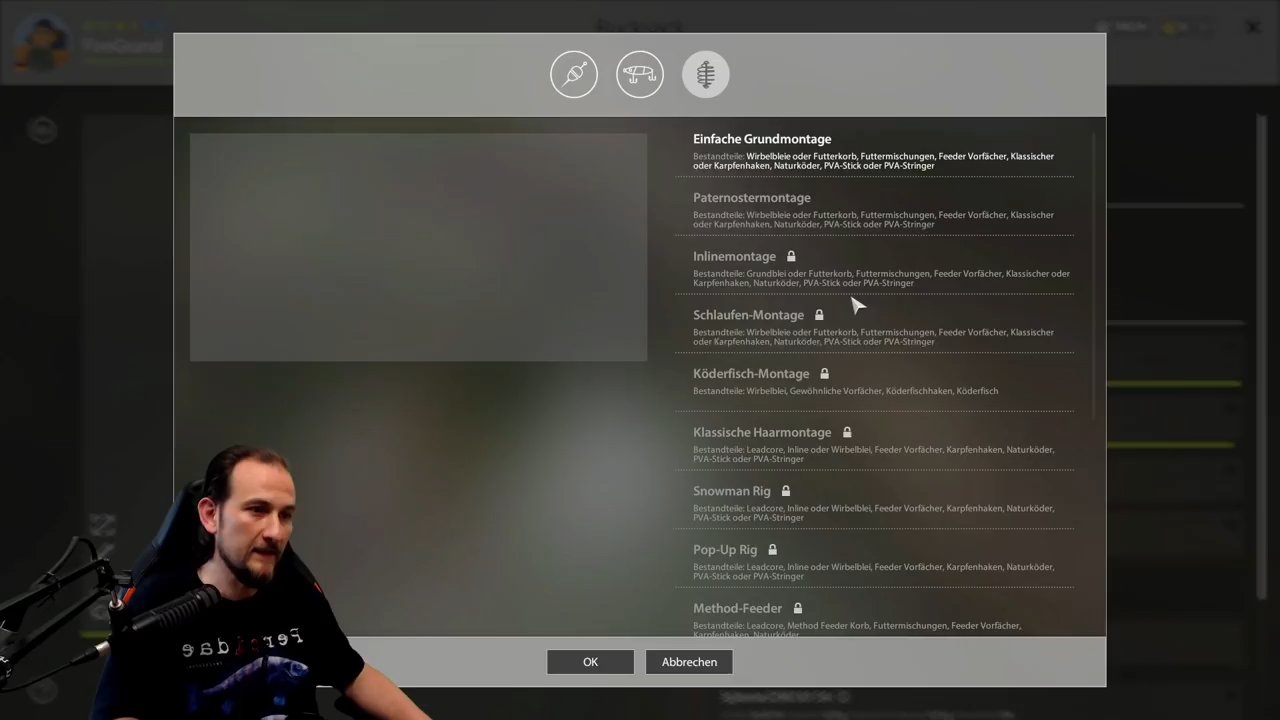 Einfache Grundmontage
Bestandteile: Wirbelbleie oder Futterkorb, Futtermischungen, Feeder Vorfächer, Klassischer
oder Karpfenhaken, Naturköder, PVA-Stick oder PVA-Stringer
Paternostermontage
Bestandteile: Wirbelbleie oder Futterkorb, Futtermischungen, Feeder Vorfächer, Klassischer
oder Karpfenhaken, Naturköder, PVA-Stick oder PVA-Stringer
Inlinemontage
Bestandteile: Grundblei oder Futterkorb, Futtermischungen, Feeder Vorfächer, Klassischer oder
Karpfenhaken, Naturköder, PVA-Stick oder PVA-Stringer
Schlaufen-Montage
Bestandteile: Wirbelbleie oder Futterkorb, Futtermischungen, Feeder Vorfächer, Klassischer
oder Karpfenhaken, Naturköder, PVA-Stick oder PVA-Stringer
Köderfisch-Montage
Bestandteile: Wirbelblei, Gewöhnliche Vorfächer, Köderfischhaken, Köderfisch
Klassische Haarmontage
Bestandteile: Leadcore, Inline oder Wirbelblei, Feeder Vorfächer, Karpfenhaken, Naturköder,
PVA-Stick oder PVA-Stringer
Snowman Rig
Bestandteile: Leadcore, Inline oder Wirbelblei, Feeder Vorfächer, Karpfenhaken, Naturköder,
PVA-Stick oder PVA-Stringer
Pop-Up Rig
Bestandteile: Leadcore, Inline oder Wirbelblei, Feeder Vorfächer, Karpfenhaken, Naturköder,
PVA-Stick oder PVA-Stringer
Method-Feeder
Bestandteile: Leadcore, Method Feeder Korb, Futtermischungen, Feeder Vorfächer,
Karpfenhaken, Naturköder
OK
Abbrechen